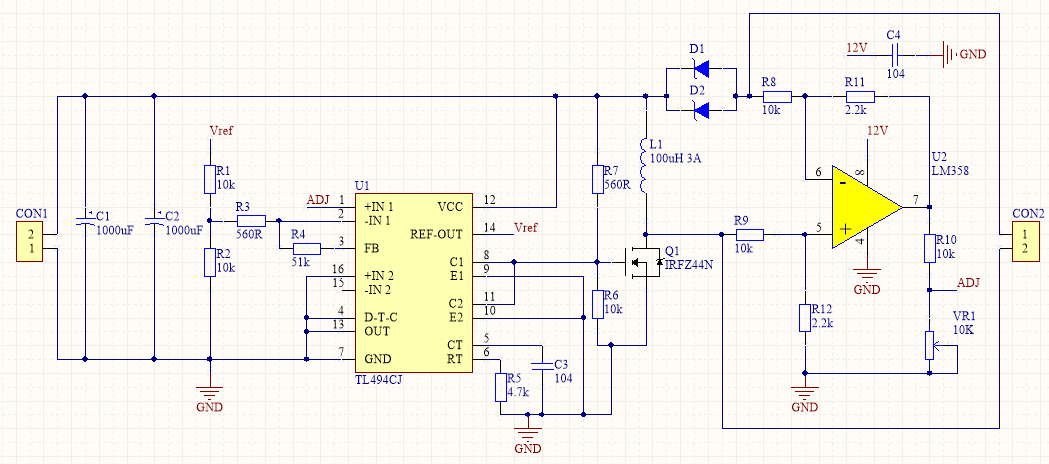 D1
D2
C4
12V
104
GND
R8
10k
R11
2.2k
Vref
R1
10k
L1
100uH 3A
12V
U2
LM358
R7
560R
U1
ADJ
1
+IN 1
2
-IN 1
3
FB
16
+IN 2
15
-IN 2
4
D-T-C
13
OUT
7
GND
VCC
12
REF-OUT
14
Vref
C1
8
E1
9
C2
11
E2
10
CT
5
RT
6
TL494CJ
R3
560R
R4
51k
CON1
2
1
C1
1000uF
C2
1000uF
R2
10k
GND
Q1
IRFZ44N
R6
10k
C3
104
R5
4.7k
GND
6
-
8
7
5
+
4
GND
R9
10k
R12
2.2k
GND
R10
10k
ADJ
VR1
10K
CON2
1
2